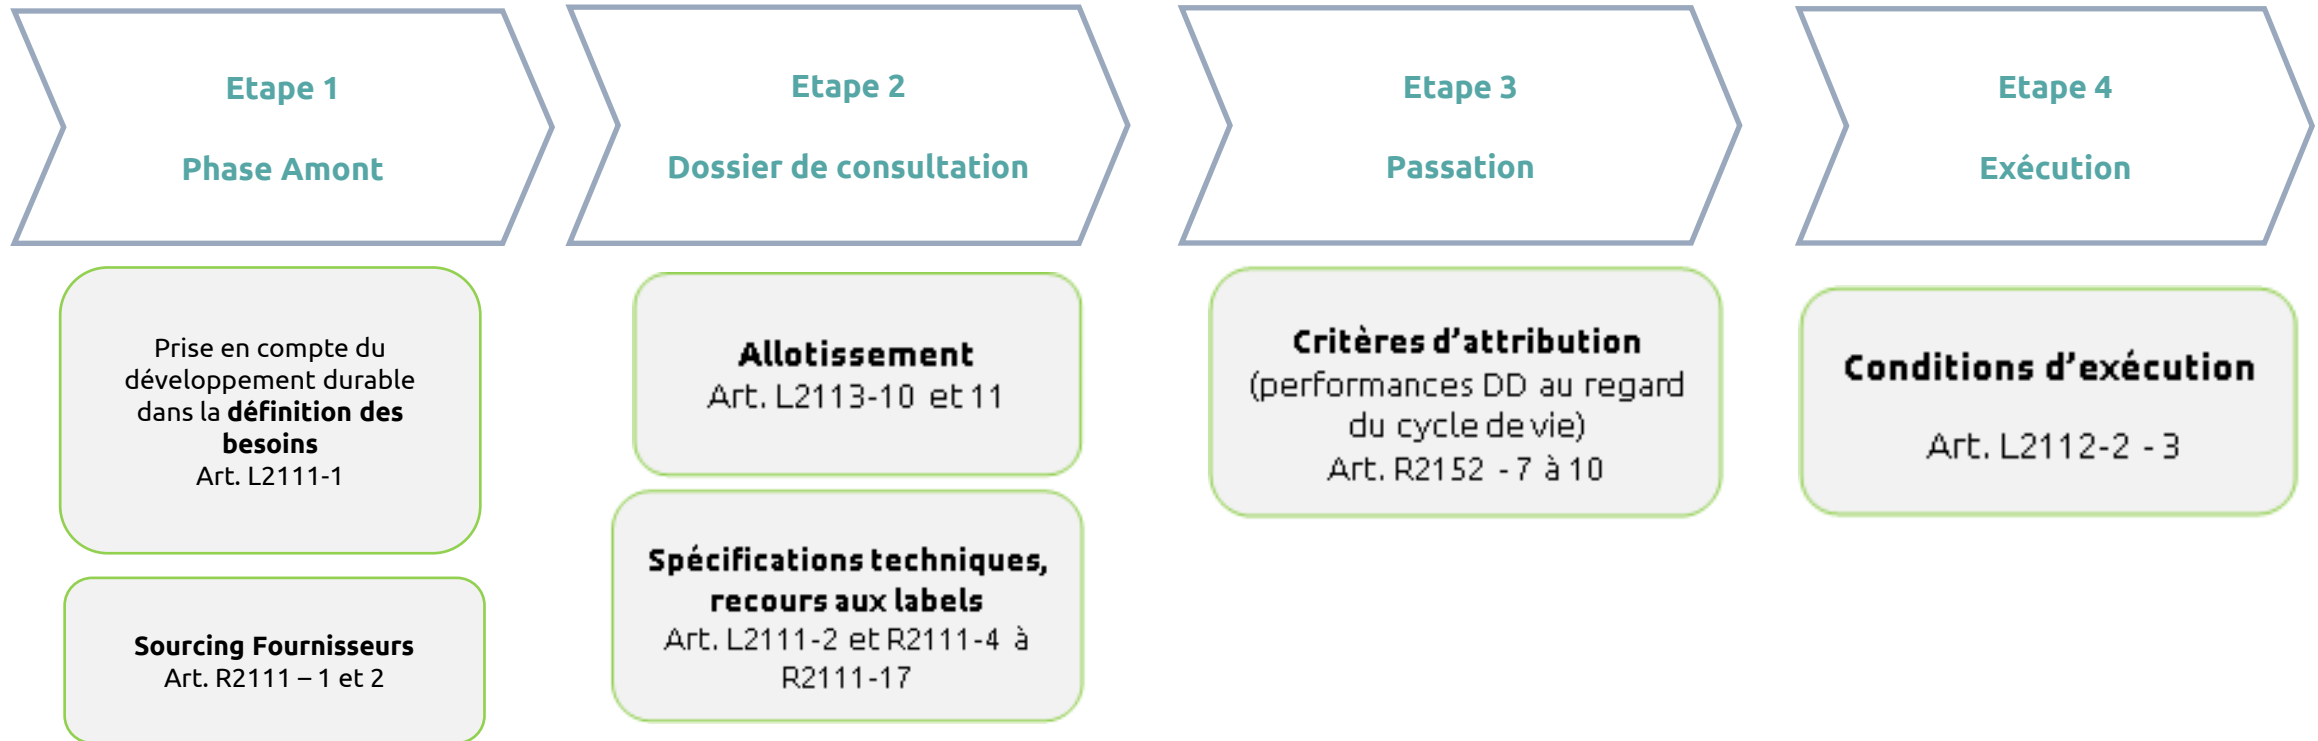 Etape 1
Phase Amont
Etape 2
Dossier de consultation
Etape 3
Passation
Etape 4
Exécution
Prise en compte du
développement durable
dans la définition des
besoins
Art. L2111-1
Sourcing Fournisseurs
Art. R2111 – 1 et 2
Allotissement
Art. L2113-10 et 11
Spécifications techniques,
recours aux labels
Art. L2111-2 et R2111-4 à
R2111-17
Critères d'attribution
(performances DD au regard
du cycle de vie)
Art. R2152 - 7 à 10
Conditions d'exécution
Art. L2112-2 - 3